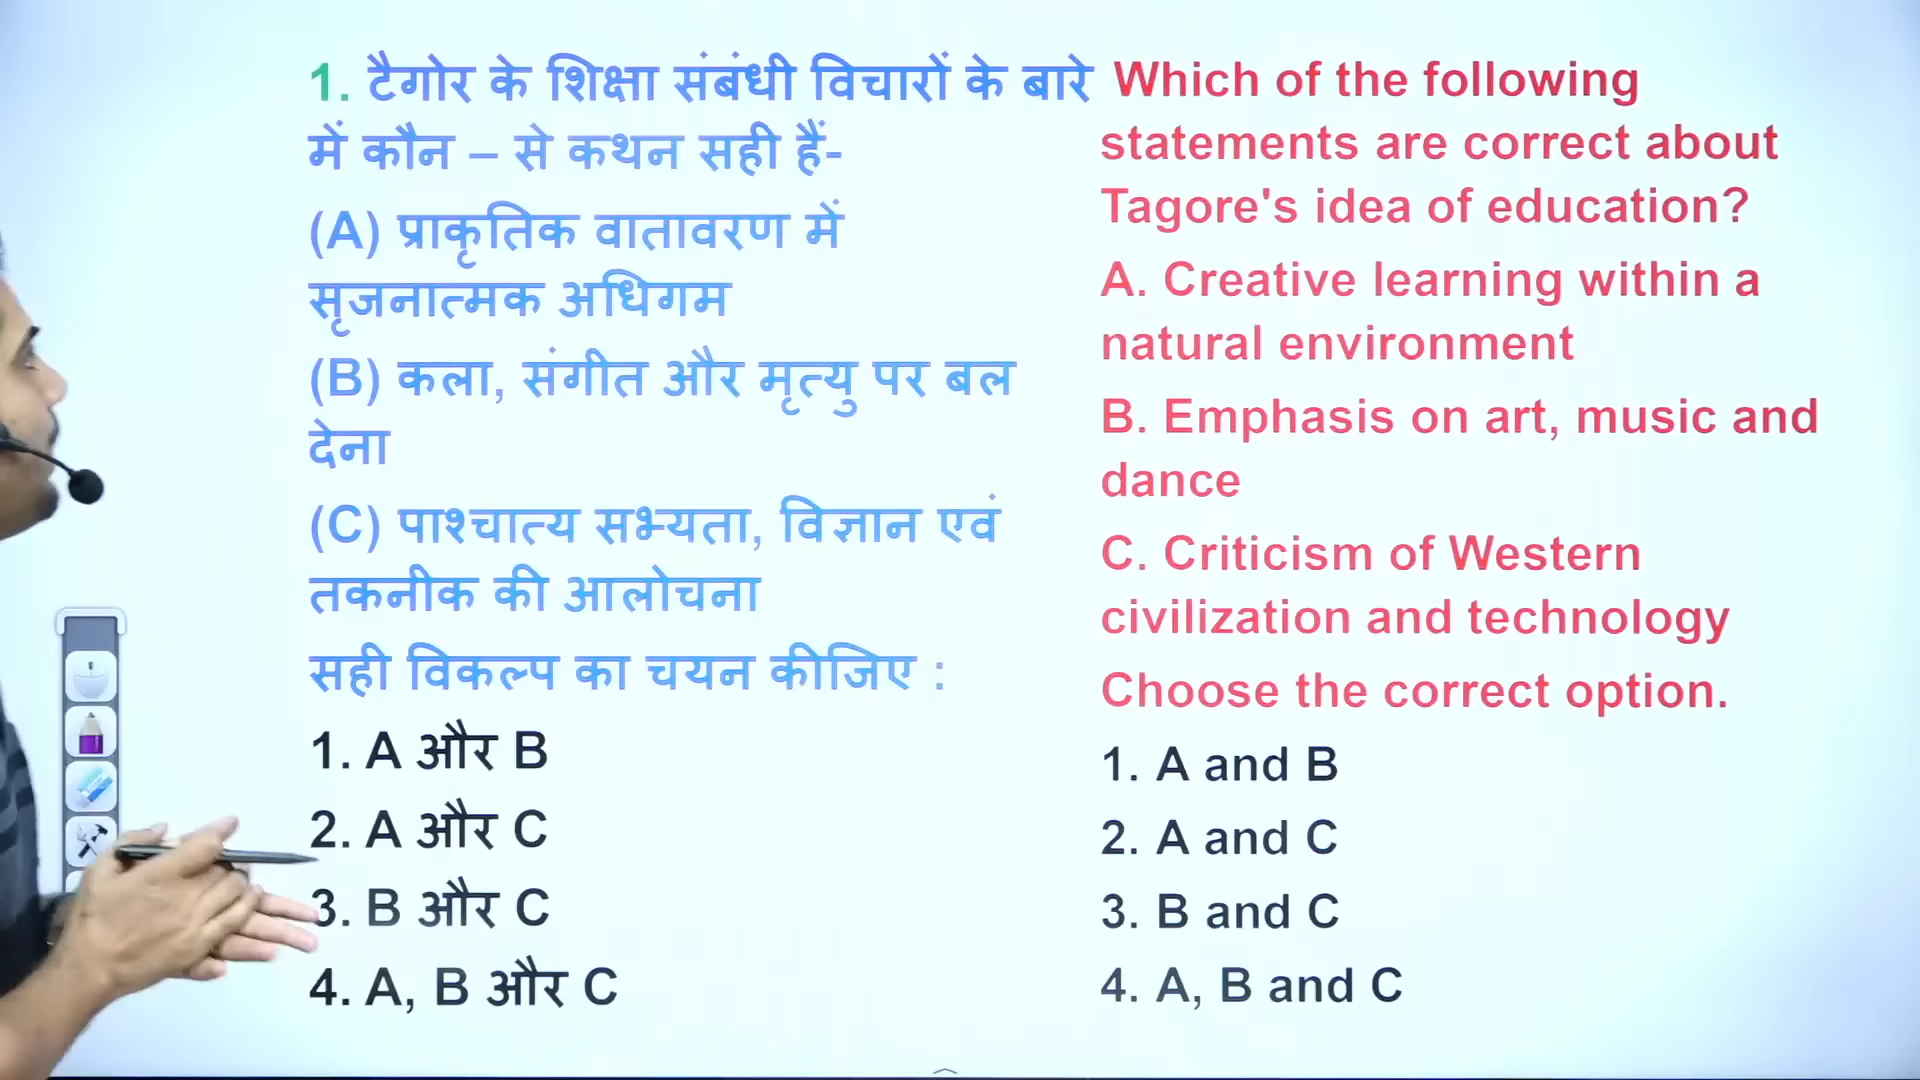 1. टैगोर के शिक्षा संबंधी विचारों के बारे
में कौन – से कथन सही हैं-
(A) प्राकृतिक वातावरण में
सृजनात्मक अधिगम
(B) कला, संगीत और मृत्यु पर बल
देना
(C) पाश्चात्य सभ्यता, विज्ञान एवं
तकनीक की आलोचना
सही विकल्प का चयन कीजिए :
1. A और B
2. A और C
3. B और C
4. A, B और C
Which of the following
statements are correct about
Tagore's idea of education?
A. Creative learning within a
natural environment
B. Emphasis on art, music and
dance
C. Criticism of Western
civilization and technology
Choose the correct option.
1. A and B
2. A and C
3. B and C
4. A, B and C